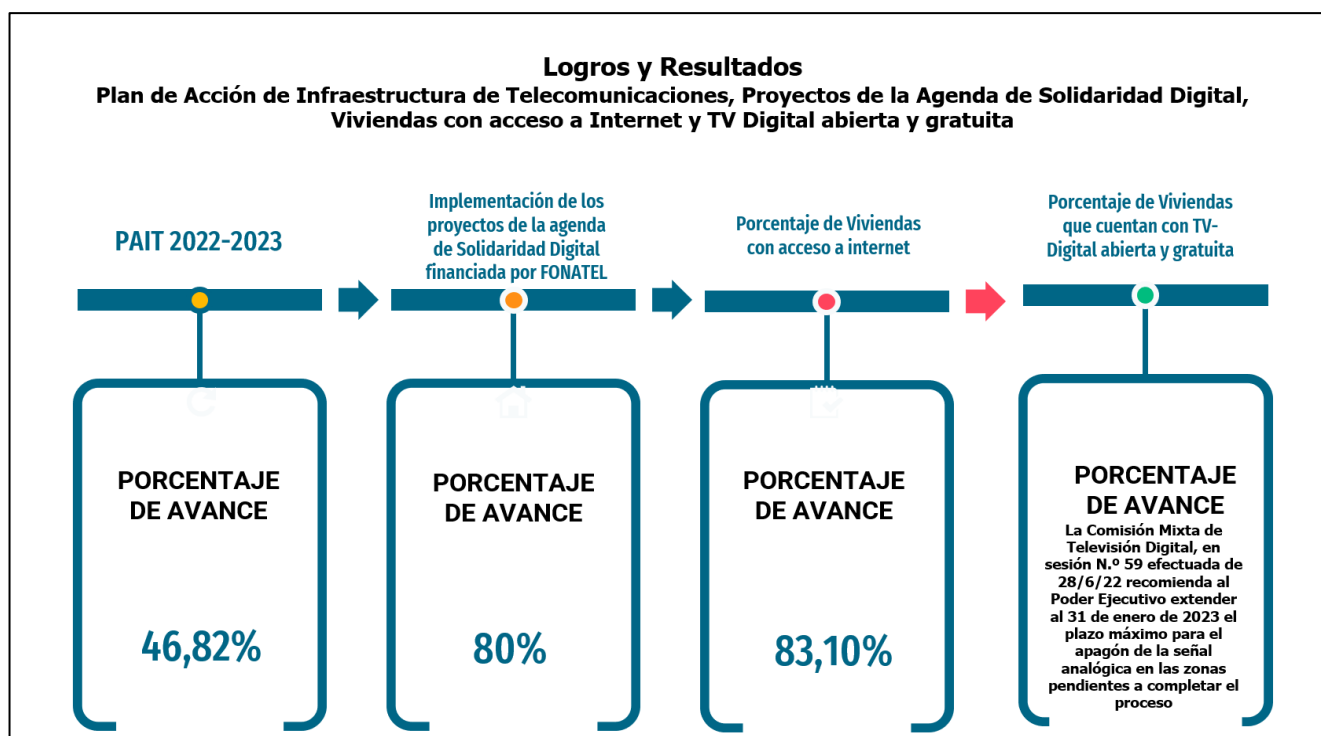 Logros y Resultados
Plan de Acción de Infraestructura de Telecomunicaciones, Proyectos de la Agenda de Solidaridad Digital,
Viviendas con acceso a Internet y TV Digital abierta y gratuita
PAIT 2022-2023
Implementación de los
proyectos de la agenda
de Solidaridad Digital
financiada por FONATEL
Porcentaje de Viviendas
con acceso a internet
Porcentaje de Viviendas
que cuentan con TV-
Digital abierta y gratuita
PORCENTAJE
DE AVANCE
46,82%
PORCENTAJE
DE AVANCE
80%
PORCENTAJE
DE AVANCE
83,10%
PORCENTAJE
DE AVANCE
La Comisión Mixta de
Televisión Digital, en
sesión N.º 59 efectuada de
28/6/22 recomienda al
Poder Ejecutivo extender
al 31 de enero de 2023 el
plazo máximo para el
apagón de la señal
analógica en las zonas
pendientes a completar el
proceso